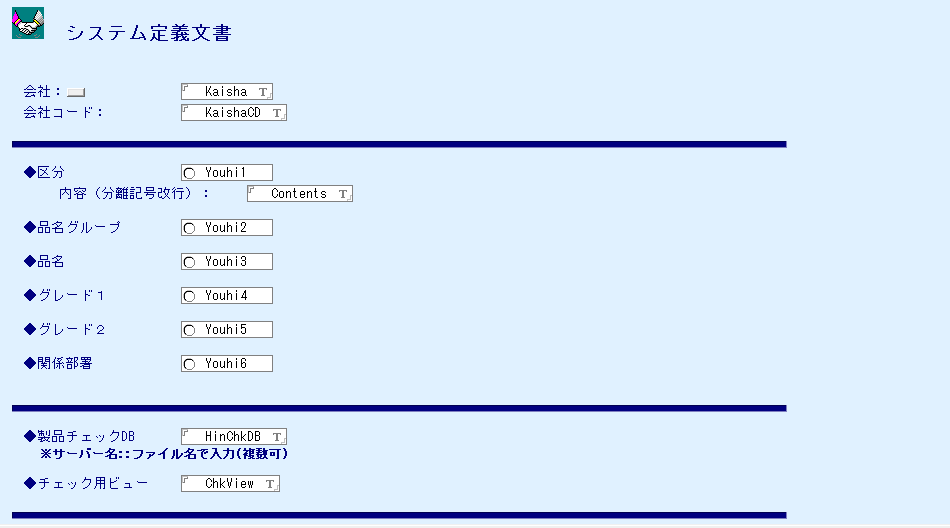 システム定義文書
会社： Kaisha T
会社コード： KaishaCD T
◆区分 Youhi1
内容（分離記号改行）： Contents T
◆品名グループ Youhi2
◆品名 Youhi3
◆グレード１ Youhi4
◆グレード２ Youhi5
◆関係部署 Youhi6
◆製品チェックDB HinChkDB T
※サーバー名::ファイル名で入力(複数可)
◆チェック用ビュー ChkView T